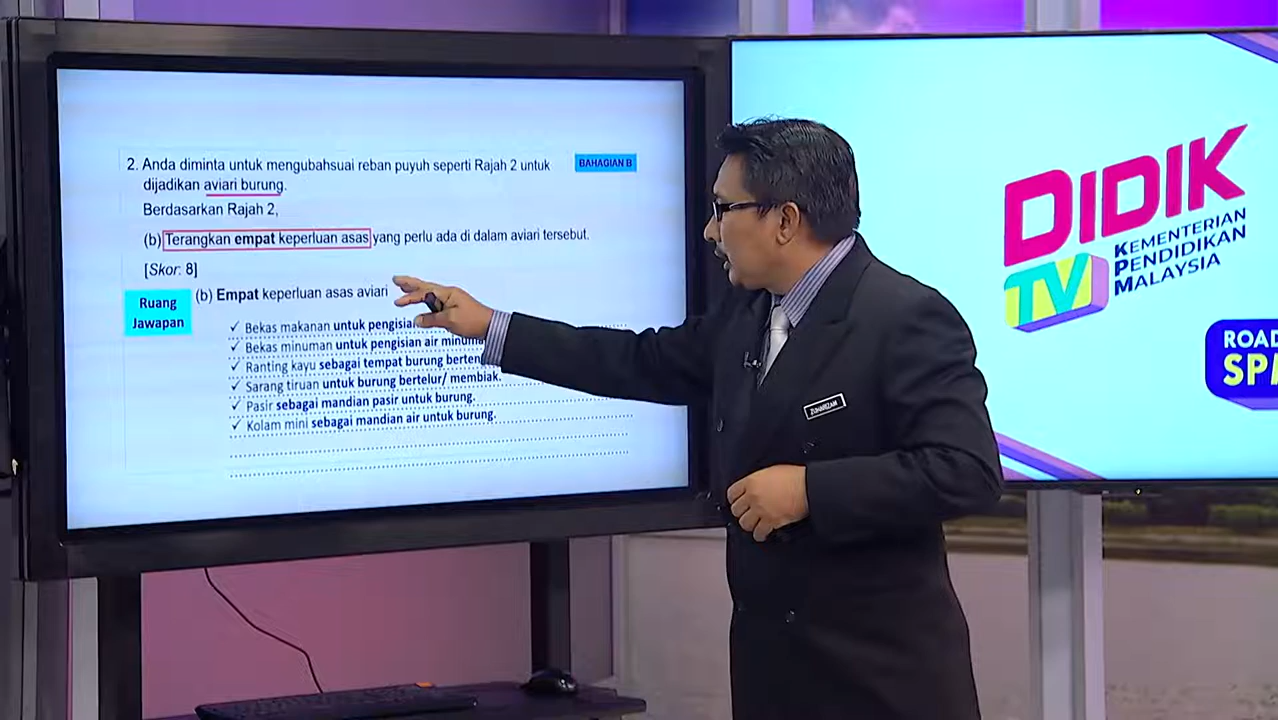 2. Anda diminta untuk mengubahsuai reban puyuh seperti Rajah 2 untuk
dijadikan aviari burung.
BAHAGIAN B
Berdasarkan Rajah 2,
(b) Terangkan empat keperluan asas yang perlu ada di dalam aviari tersebut.
[Skor: 8]
Ruang
Jawapan
(b) Empat keperluan asas aviari
✓ Bekas makanan untuk pengisian
✓ Bekas minuman untuk pengisian air
✓ Ranting kayu sebagai tempat burung
✓ Sarang tiruan untuk burung bertelur/ membiak.
✓ Pasir sebagai mandian pasir untuk burung.
✓ Kolam mini sebagai mandian air untuk burung.
ZUHAIRIZAM
DIDIK
TV
KEMENTERIAN
PENDIDIKAN
MALAYSIA
ROAD
SPM